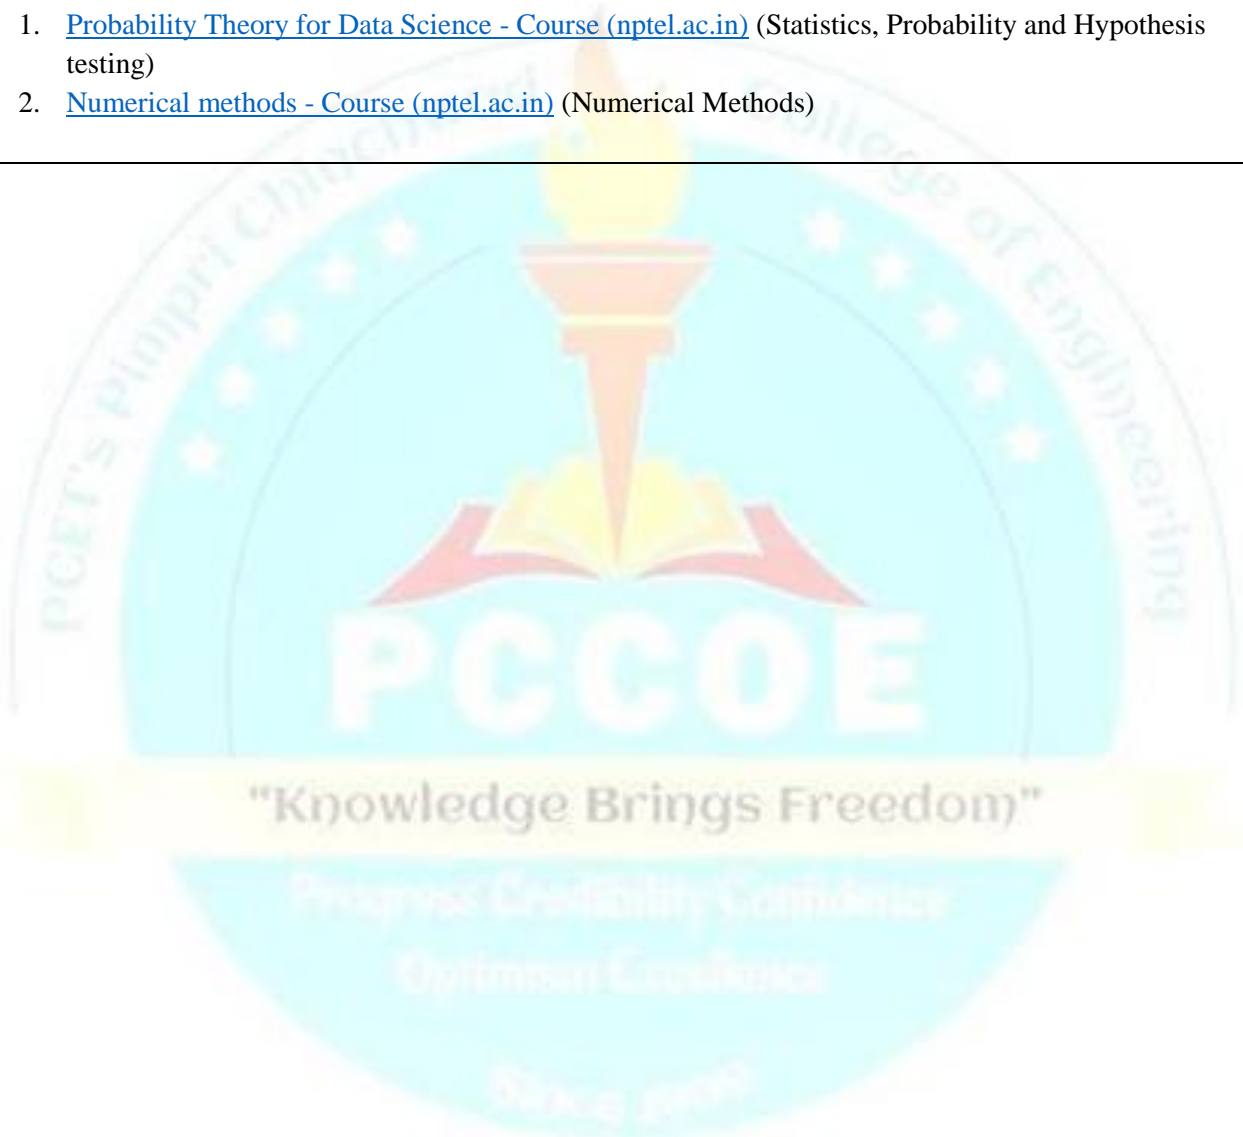 1. Probability Theory for Data Science - Course (nptel.ac.in) (Statistics, Probability and Hypothesis
testing)
2. Numerical methods - Course (nptel.ac.in) (Numerical Methods)
PCET's Pimpri Chinchwad College of Engineering
PCCOE
"Knowledge Brings Freedom"
Progress Credibility Confidence
Optimism Excellence